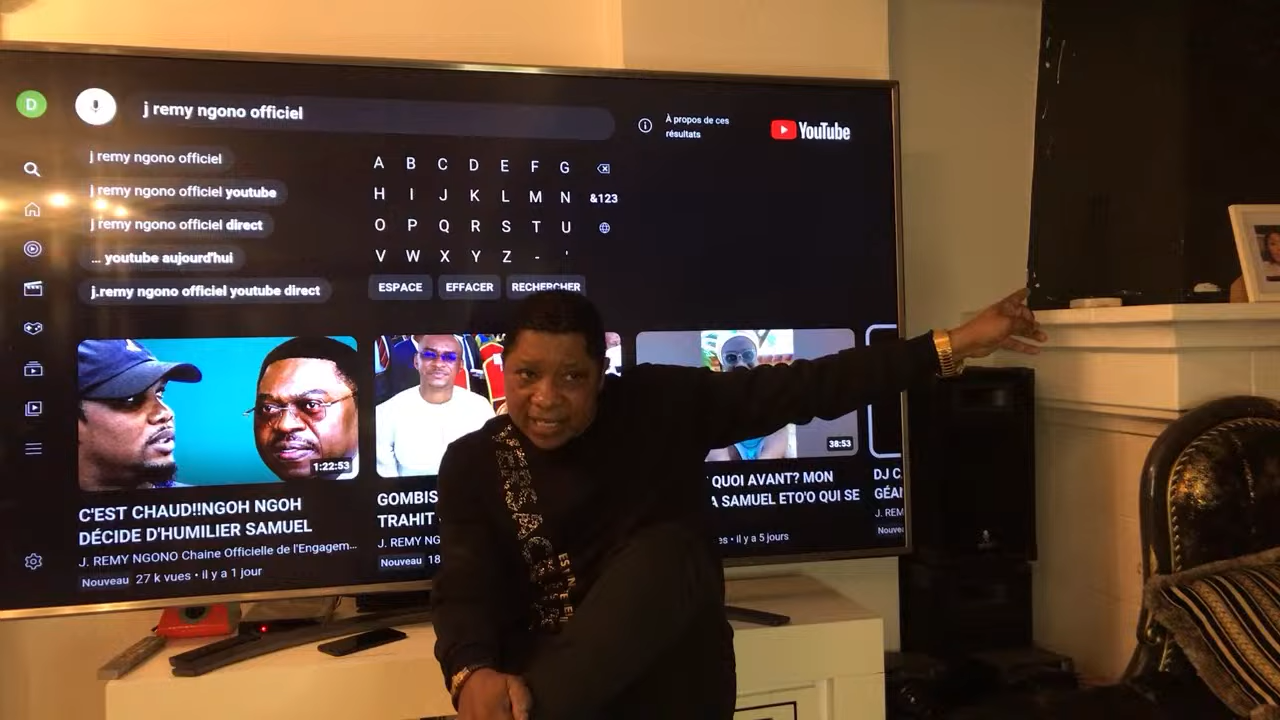 D
j remy ngono officiel
À propos de ces
résultats
YouTube
j remy ngono officiel
j remy ngono officiel youtube
j remy ngono officiel direct
... youtube aujourd'hui
j.remy ngono officiel youtube direct
A B C D E F G
H I J K L M N &123
O P Q R S T U
V W X Y Z - '
ESPACE EFFACER RECHERCHER
1:22:53
C'EST CHAUD!!NGOH NGOH
DÉCIDE D'HUMILIER SAMUEL
J. REMY NGONO Chaine Officielle de l'Engagem...
Nouveau 27 k vues • il y a 1 jour
GOMBIS
TRAHIT
J. REMY NG
Nouveau 18
38:53
QUOI AVANT? MON
A SAMUEL ETO'O QUI SE
es • il y a 5 jours
DJ C
GÉA
J. REM
Nouve